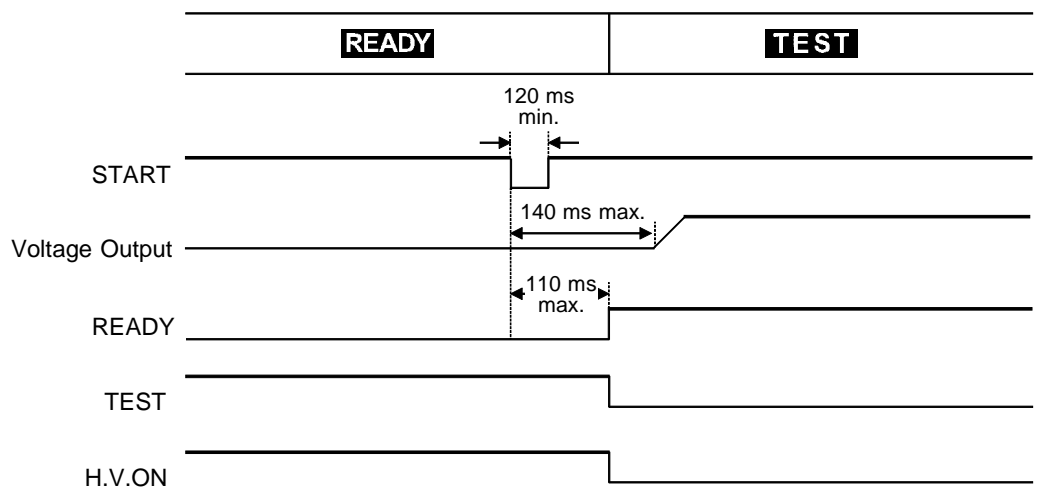 READY TEST
120 ms
min.
START
140 ms max.
Voltage Output
110 ms
max.
READY
TEST
H.V.ON